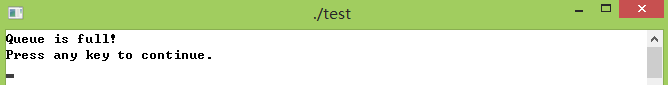 ./test
Queue is full!
Press any key to continue.